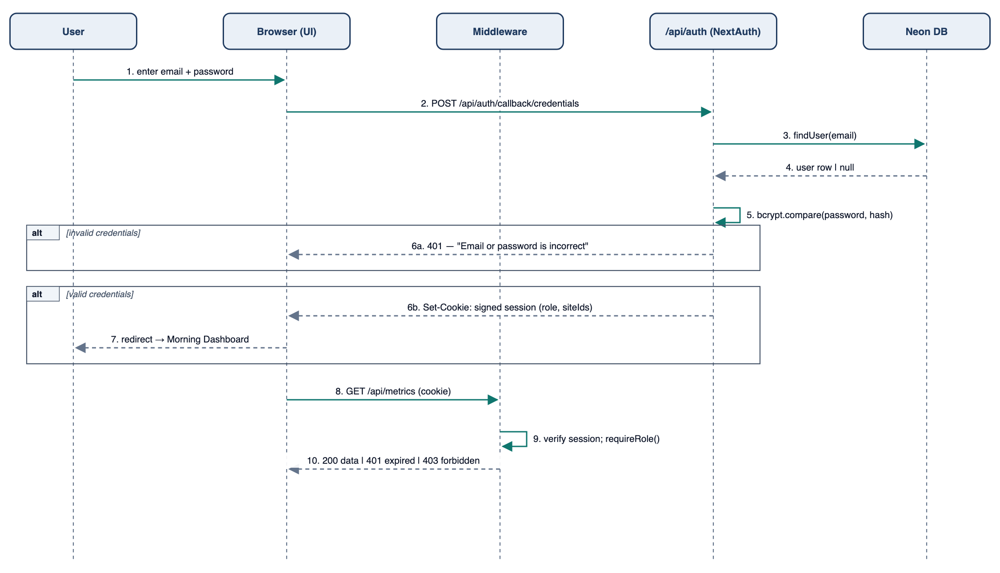 User
Browser (UI)
Middleware
/api/auth (NextAuth)
Neon DB
1. enter email + password
2. POST /api/auth/callback/credentials
3. findUser(email)
4. user row | null
5. bcrypt.compare(password, hash)
alt [invalid credentials]
6a. 401 — "Email or password is incorrect"
alt [valid credentials]
6b. Set-Cookie: signed session (role, siteIds)
7. redirect → Morning Dashboard
8. GET /api/metrics (cookie)
9. verify session; requireRole()
10. 200 data | 401 expired | 403 forbidden